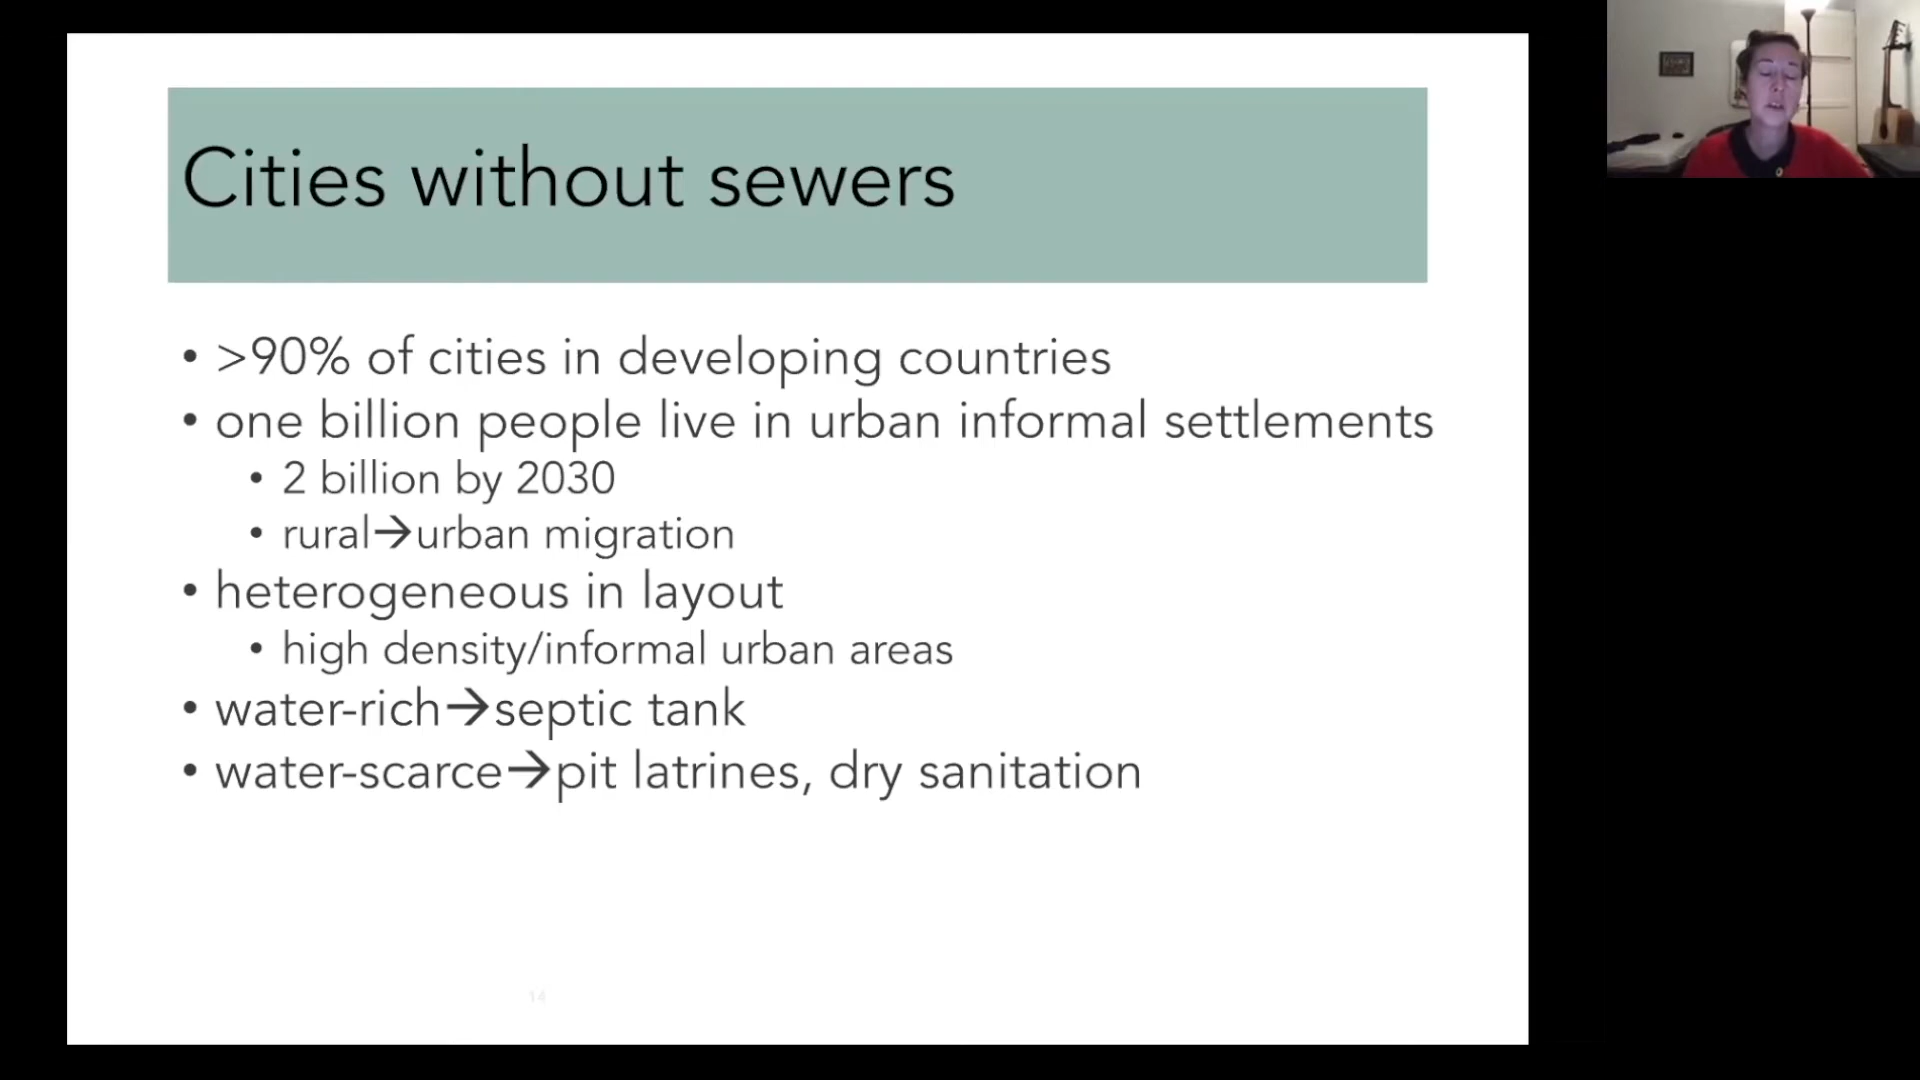 Cities without sewers
• >90% of cities in developing countries
• one billion people live in urban informal settlements
• 2 billion by 2030
• rural→urban migration
• heterogeneous in layout
• high density/informal urban areas
• water-rich→septic tank
• water-scarce→pit latrines, dry sanitation
14